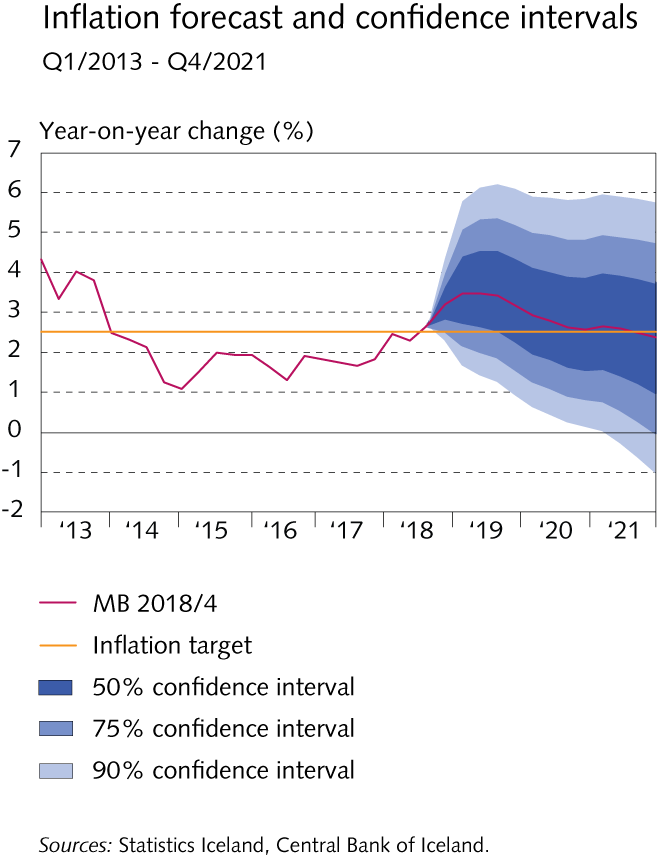 Inflation forecast and confidence intervals
Q1/2013 - Q4/2021
Year-on-year change (%)
7
6
5
4
3
2
1
0
-1
-2
‘13 ‘14 ‘15 ‘16 ‘17 ‘18 ‘19 ‘20 ‘21
MB 2018/4
Inflation target
50% confidence interval
75% confidence interval
90% confidence interval
Sources: Statistics Iceland, Central Bank of Iceland.